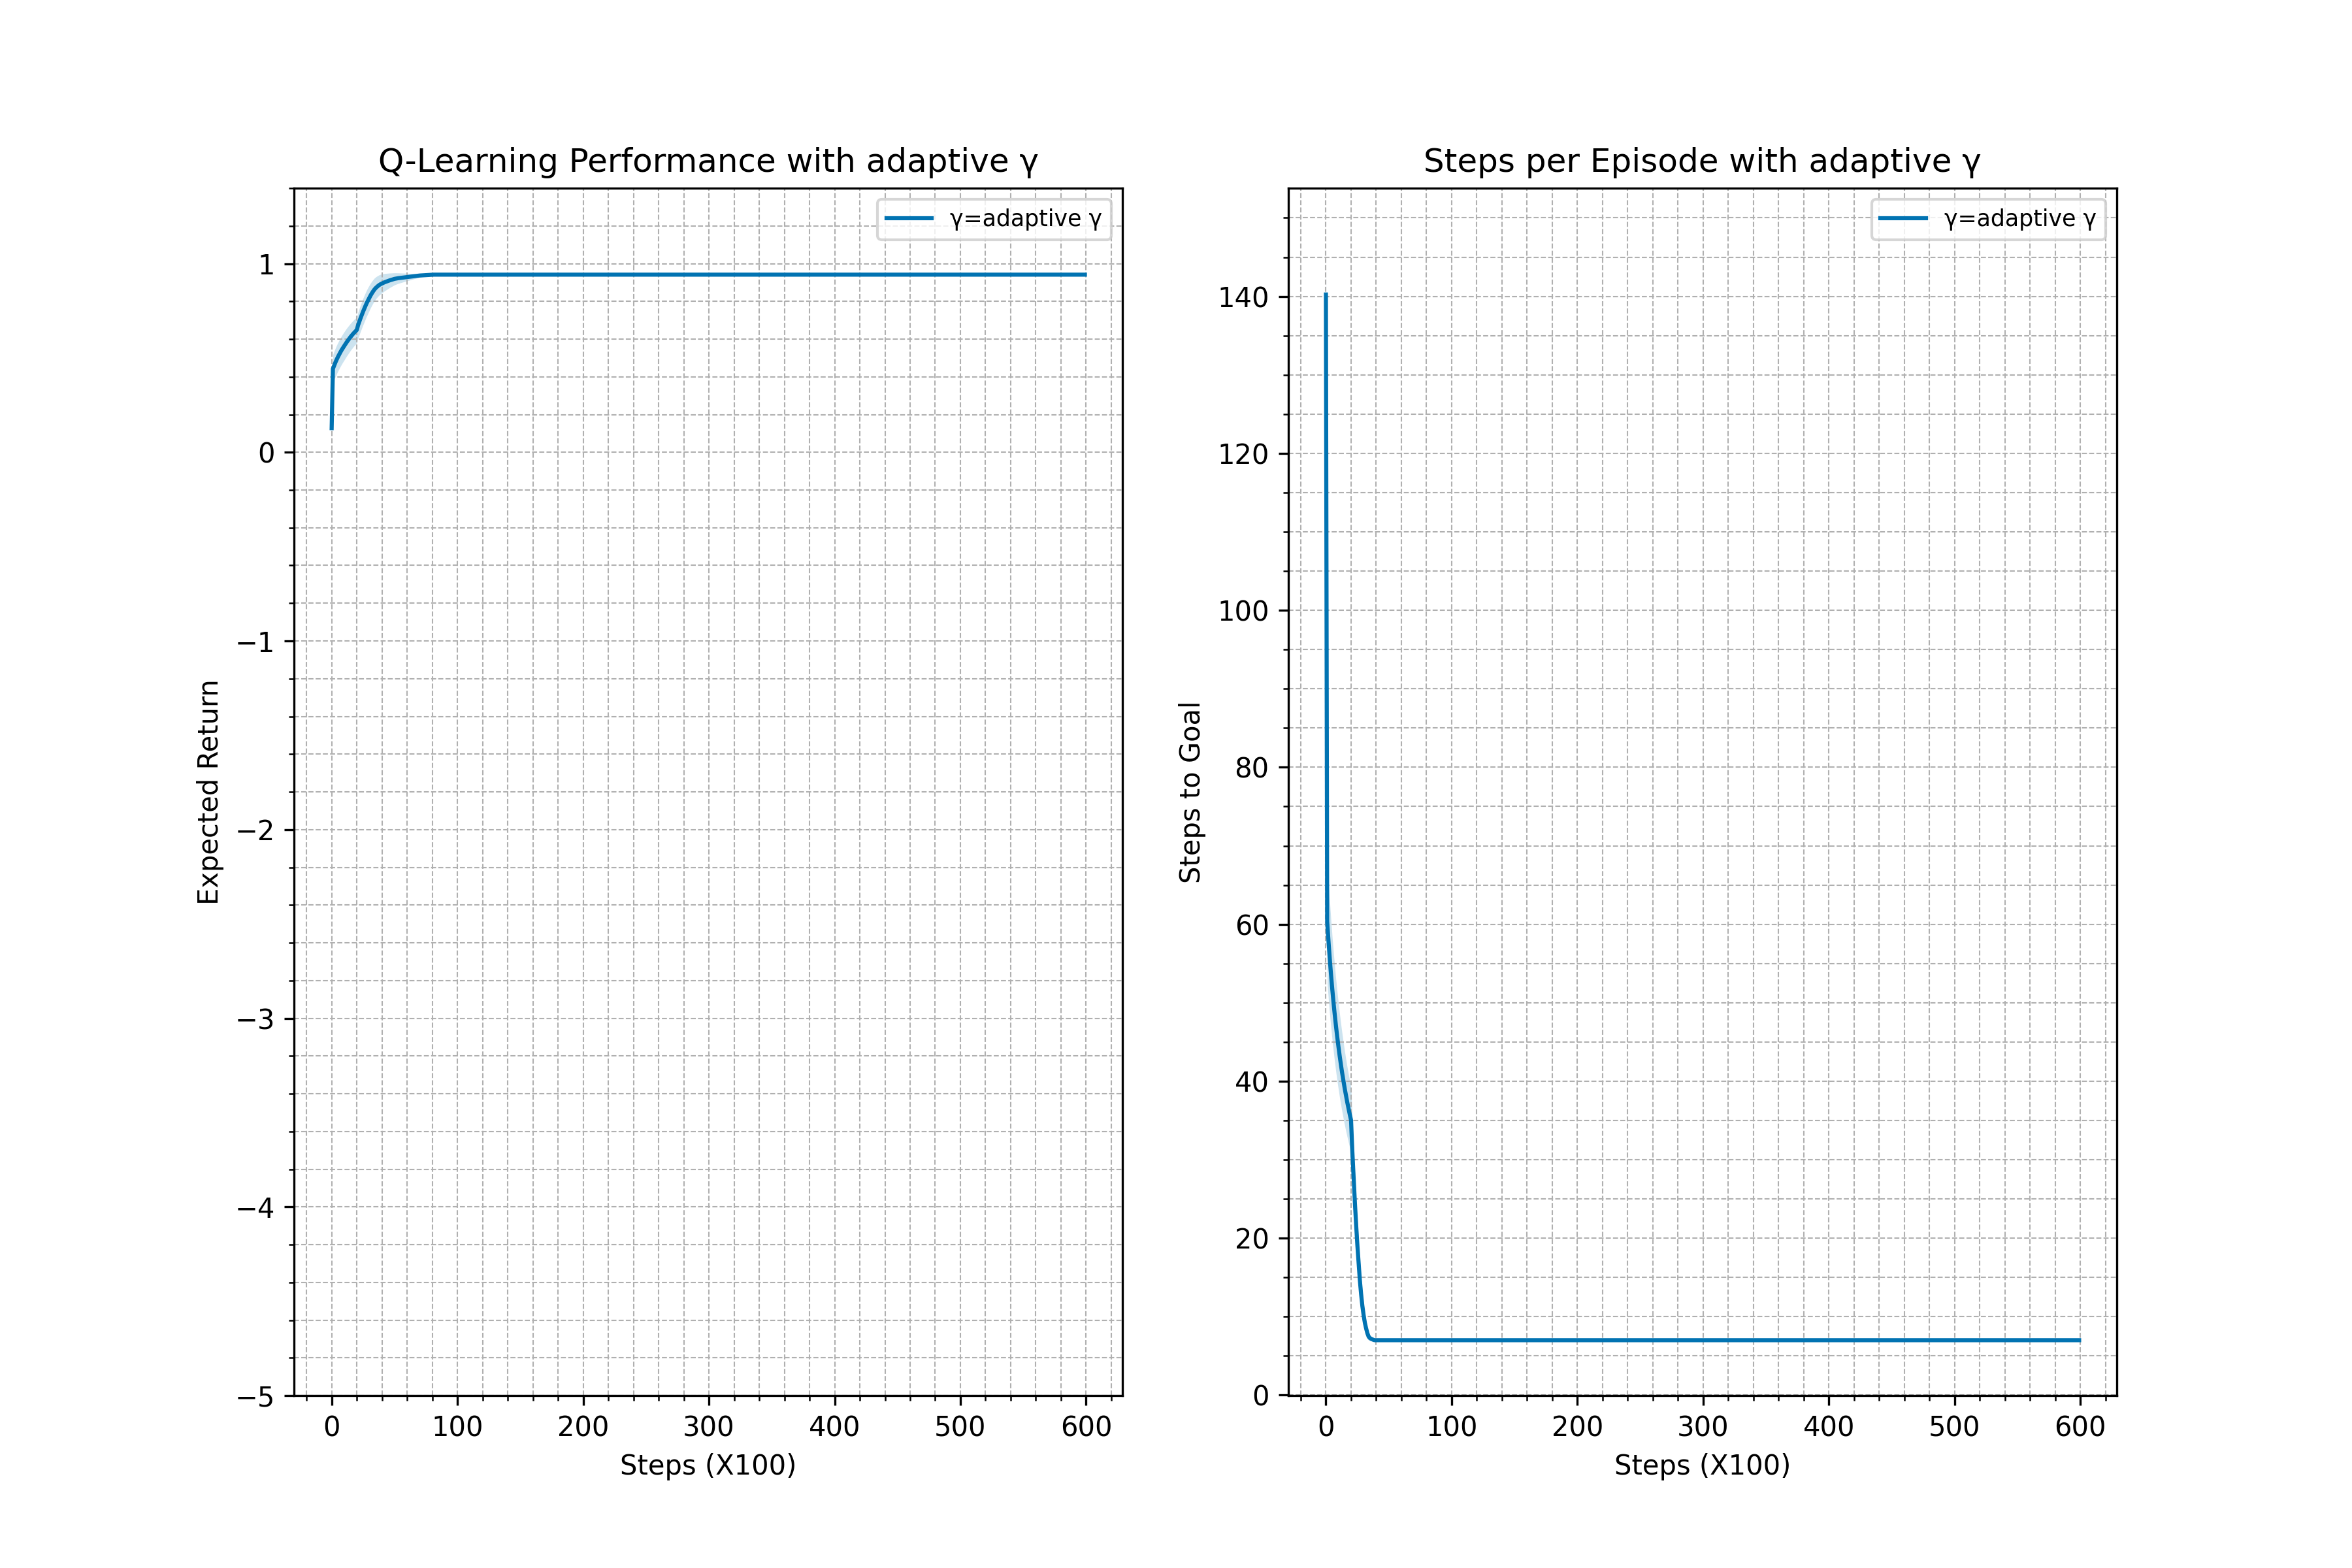 Q-Learning Performance with adaptive γ
γ=adaptive γ
1
0
−1
−2
−3
−4
−5
Expected Return
0 100 200 300 400 500 600
Steps (X100)
Steps per Episode with adaptive γ
γ=adaptive γ
140
120
100
80
60
40
20
0
Steps to Goal
0 100 200 300 400 500 600
Steps (X100)